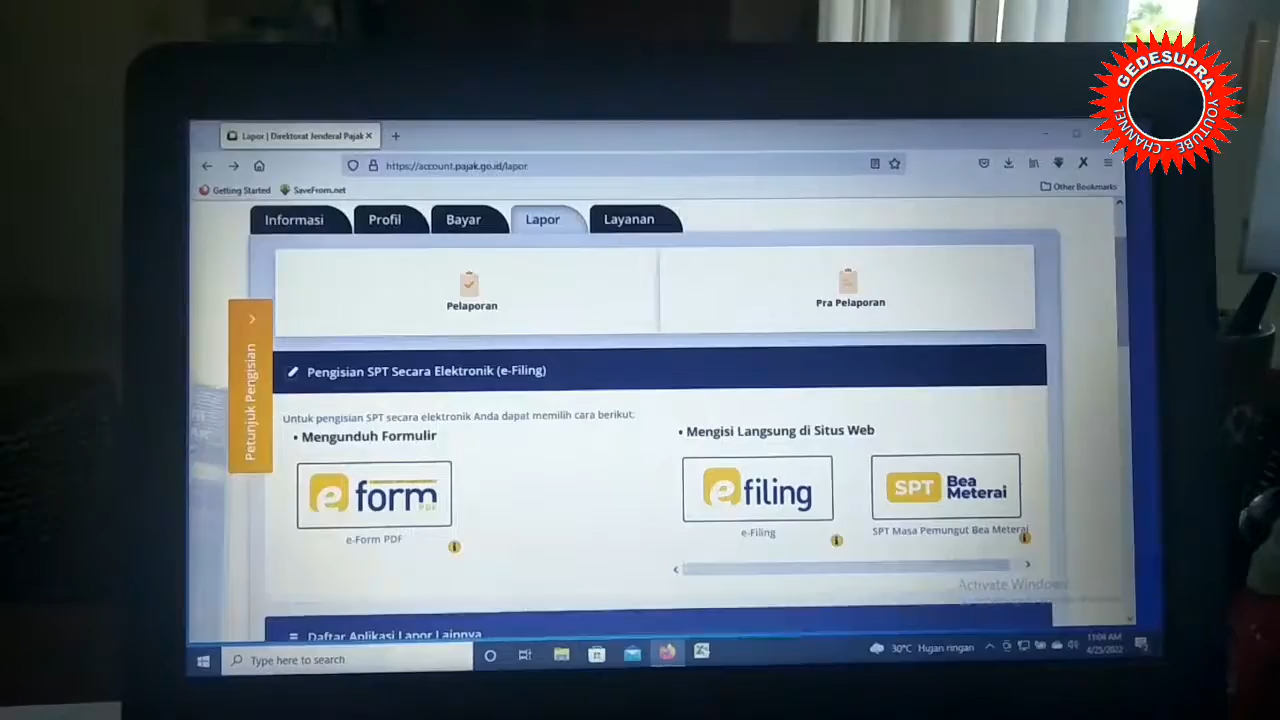 GEDESUPRA
- YOUTUBE - CHANNEL -
Lapor | Direktorat Jenderal Pajak
https://account.pajak.go.id/lapor
Getting Started
SaveFrom.net
Other Bookmarks
Informasi
Profil
Bayar
Lapor
Layanan
Pelaporan
Pra Pelaporan
Petunjuk Pengisian
Pengisian SPT Secara Elektronik (e-Filing)
Untuk pengisian SPT secara elektronik Anda dapat memilih cara berikut:
• Mengunduh Formulir
• Mengisi Langsung di Situs Web
e form
PDF
e filing
SPT Bea Meterai
e-Form PDF
e-Filing
SPT Masa Pemungut Bea Meterai
Activate Windows
Daftar Aplikasi Lapor Lainnya
Type here to search
30°C Hujan ringan
11:04 AM
4/25/2022